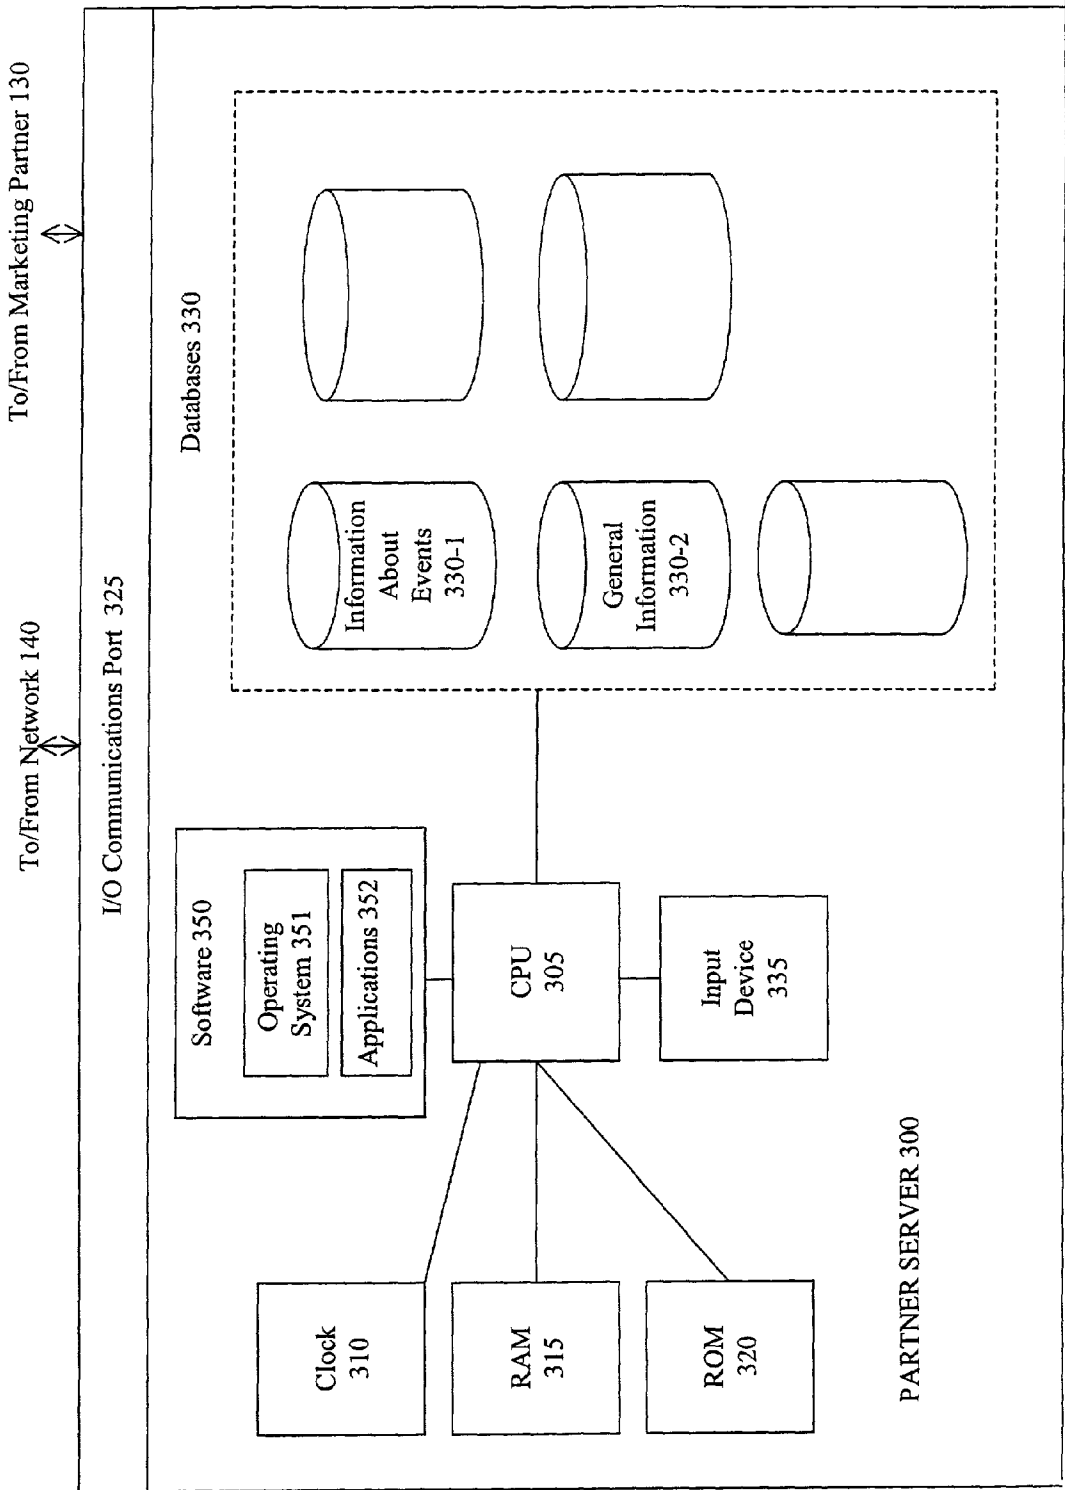 To/From Network 140
To/From Marketing Partner 130
I/O Communications Port 325
Software 350
Operating
System 351
Applications 352
Databases 330
Information
About
Events
330-1
General
Information
330-2
Clock
310
RAM
315
ROM
320
CPU
305
Input
Device
335
PARTNER SERVER 300